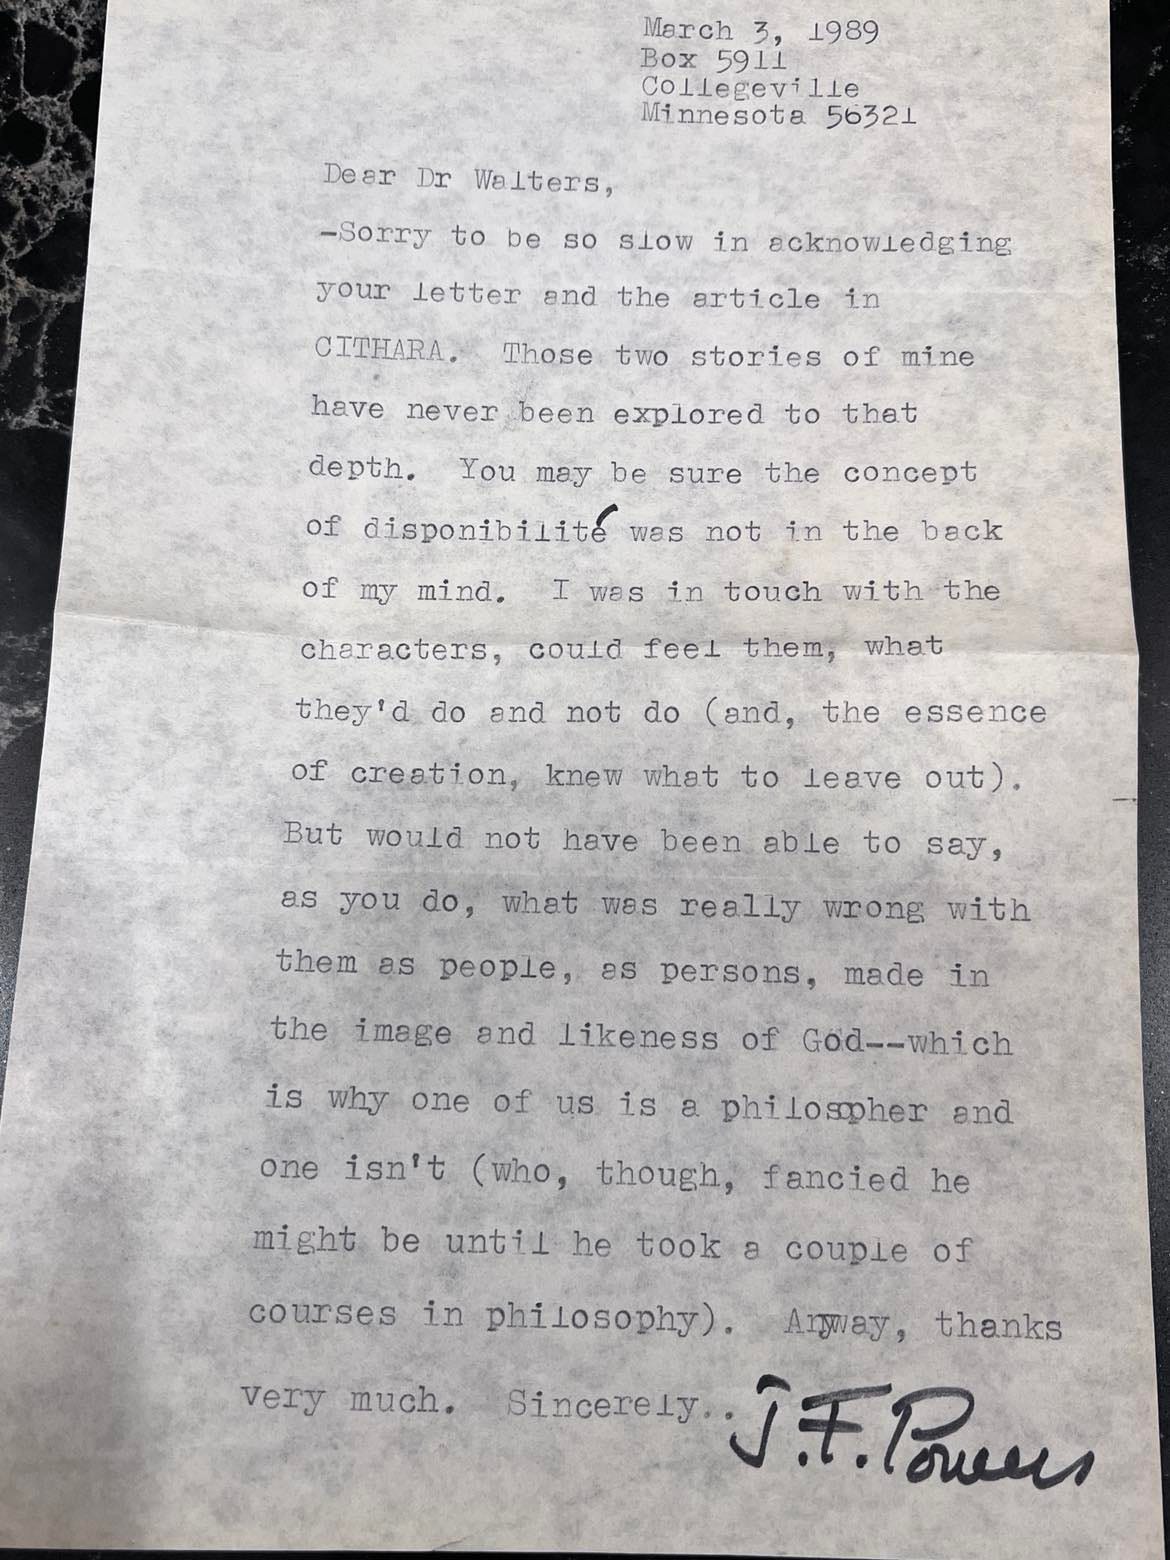 March 3, 1989
Box 5911
Collegeville
Minnesota 56321
Dear Dr Walters,
-Sorry to be so slow in acknowledging
your letter and the article in
CITHARA.  Those two stories of mine
have never been explored to that
depth.  You may be sure the concept
of disponibilité was not in the back
of my mind.  I was in touch with the
characters, could feel them, what
they'd do and not do (and, the essence
of creation, knew what to leave out).
But would not have been able to say,
as you do, what was really wrong with
them as people, as persons, made in
the image and likeness of God--which
is why one of us is a philosopher and
one isn't (who, though, fancied he
might be until he took a couple of
courses in philosophy).  Anyway, thanks
very much.  Sincerely.. J.F. Powers